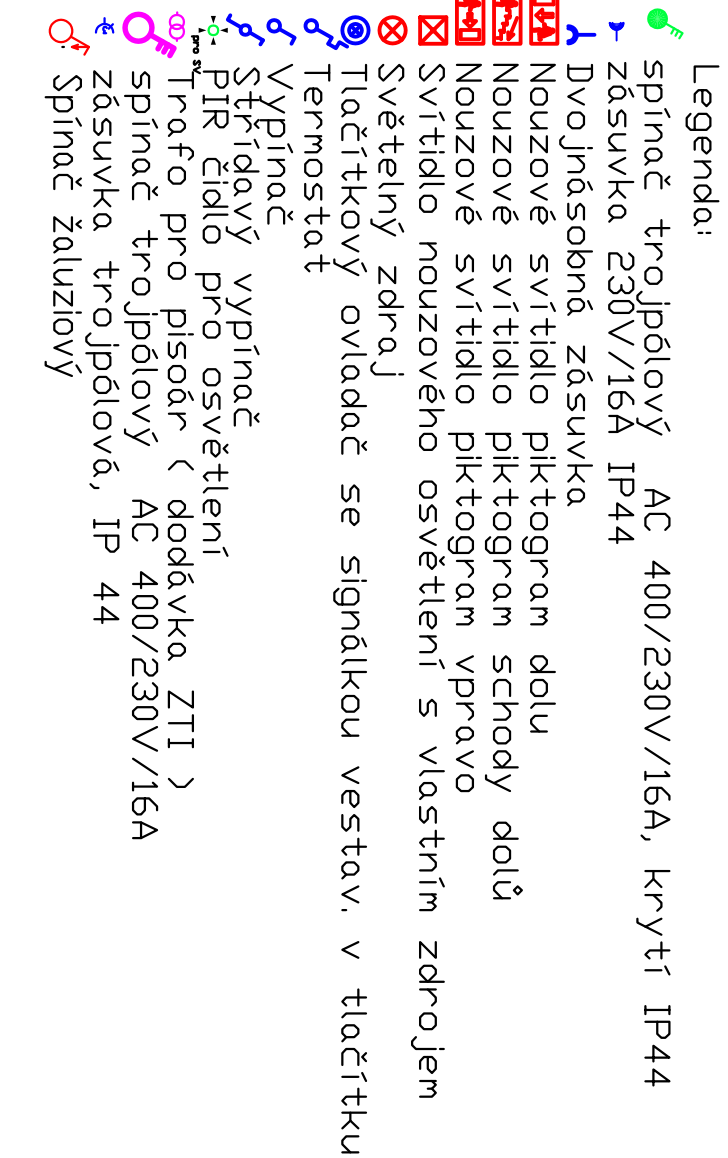 Legenda:
spínač trojpólový AC 400/230V/16A, krytí IP44
zásuvka 230V/16A IP44
Dvojnásobná zásuvka
Nouzové svítidlo piktogram dolu
Nouzové svítidlo piktogram schody dolů
Nouzové svítidlo piktogram vpravo
Svítidlo nouzového osvětlení s vlastním zdrojem
Světelný zdraj
Tlačítkový ovladač se signálkou vestav. v tlačítku
Termostat
Vypínač
Střídavý vypínač
pro sv
PIR čidlo pro osvětlení
Trafo pro pisoár ( dodávka ZTI )
spínač trojpólový AC 400/230V/16A
zásuvka trojpólová, IP 44
Spínač žaluziový